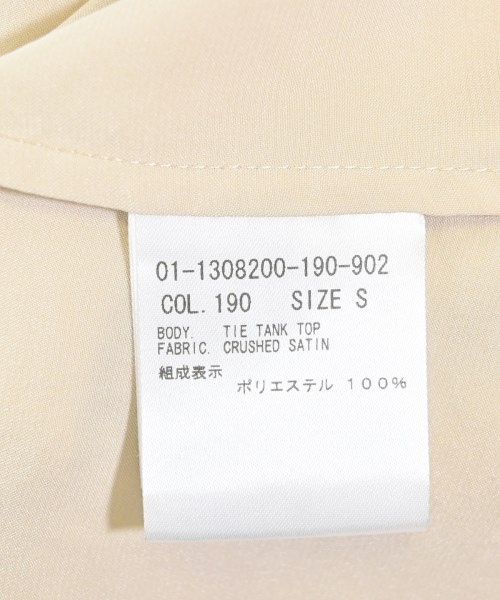 01-1308200-190-902
COL. 190 SIZE S
BODY. TIE TANK TOP
FABRIC. CRUSHED SATIN
組成表示
ポリエステル １００％